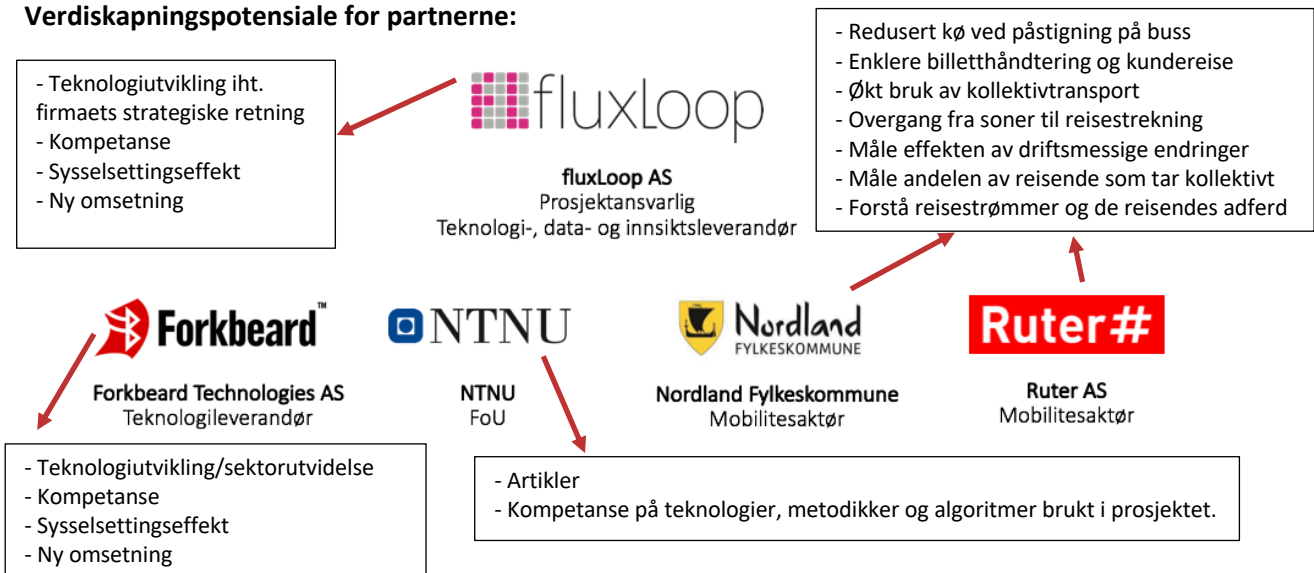 Verdiskapningspotensiale for partnerne:
- Teknologiutvikling iht.
firmaets strategiske retning
- Kompetanse
- Sysselsettingseffekt
- Ny omsetning
fluxLoop
fluxLoop AS
Prosjektansvarlig
Teknologi-, data- og innsiktsleverandør
- Redusert kø ved påstigning på buss
- Enklere billetthåndtering og kundereise
- Økt bruk av kollektivtransport
- Overgang fra soner til reisestrekning
- Måle effekten av driftsmessige endringer
- Måle andelen av reisende som tar kollektivt
- Forstå reisestrømmer og de reisendes adferd
Forkbeard™
Forkbeard Technologies AS
Teknologileverandør
NTNU
NTNU
FoU
Nordland
FYLKESKOMMUNE
Nordland Fylkeskommune
Mobilitesaktør
Ruter#
Ruter AS
Mobilitesaktør
- Teknologiutvikling/sektorutvidelse
- Kompetanse
- Sysselsettingseffekt
- Ny omsetning
- Artikler
- Kompetanse på teknologier, metodikker og algoritmer brukt i prosjektet.